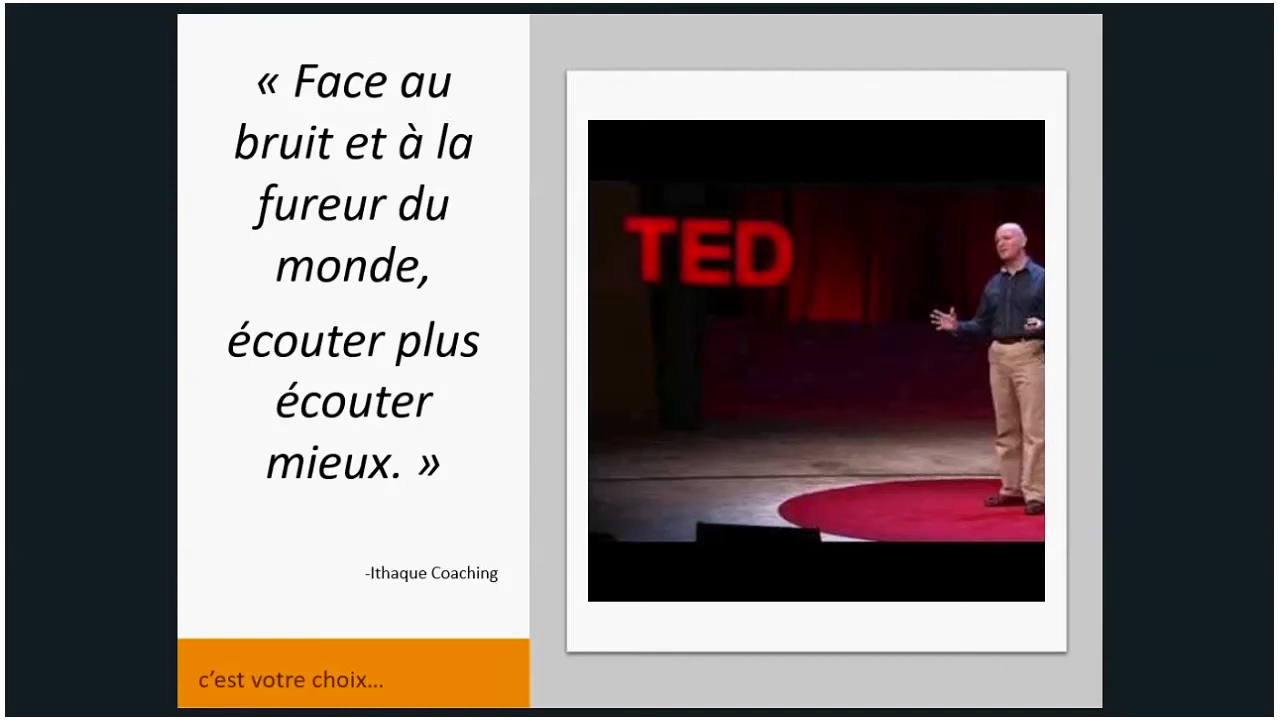 « Face au
bruit et à la
fureur du
monde,
écouter plus
écouter
mieux. »
-Ithaque Coaching
c’est votre choix…
TED